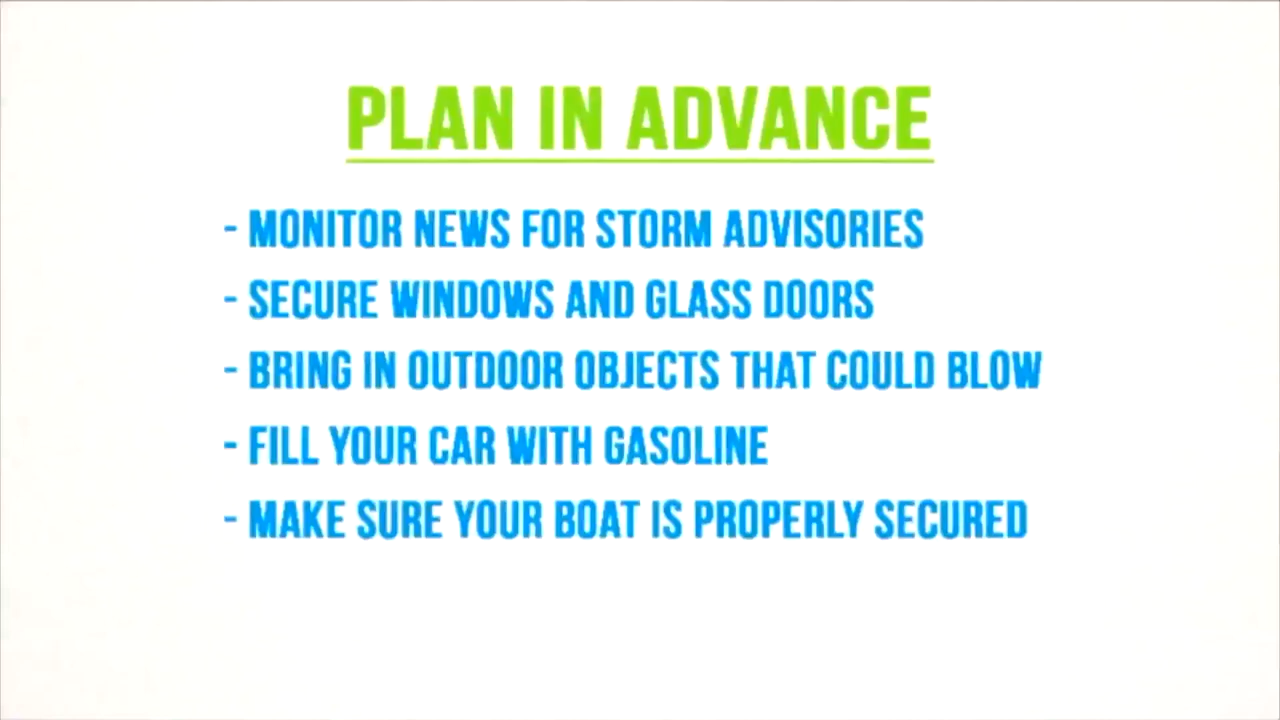 PLAN IN ADVANCE
- MONITOR NEWS FOR STORM ADVISORIES
- SECURE WINDOWS AND GLASS DOORS
- BRING IN OUTDOOR OBJECTS THAT COULD BLOW
- FILL YOUR CAR WITH GASOLINE
- MAKE SURE YOUR BOAT IS PROPERLY SECURED